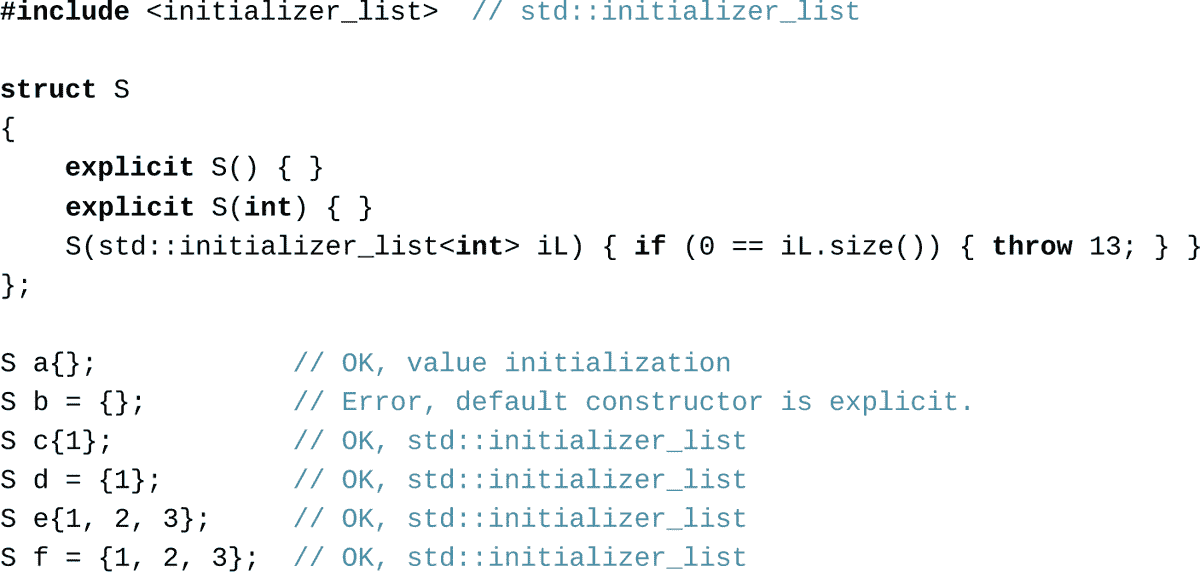 #include <initializer_list>  // std::initializer_list

struct S
{
    explicit S() { }
    explicit S(int) { }
    S(std::initializer_list<int> iL) { if (0 == iL.size()) { throw 13; } }
};

S a{};            // OK, value initialization
S b = {};         // Error, default constructor is explicit.
S c{1};           // OK, std::initializer_list
S d = {1};        // OK, std::initializer_list
S e{1, 2, 3};     // OK, std::initializer_list
S f = {1, 2, 3};  // OK, std::initializer_list